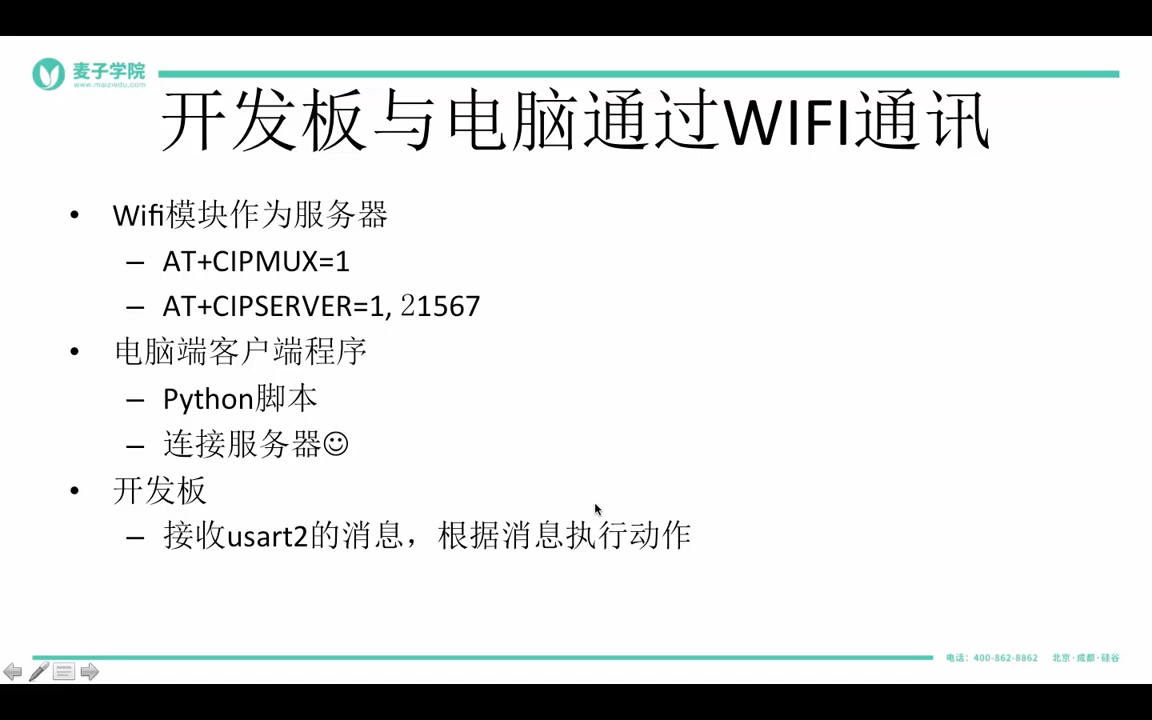 麦子学院
www.maiziedu.com
开发板与电脑通过WIFI通讯
• Wifi模块作为服务器
– AT+CIPMUX=1
– AT+CIPSERVER=1, 21567
• 电脑端客户端程序
– Python脚本
– 连接服务器☺
• 开发板
– 接收usart2的消息，根据消息执行动作
电话：400-862-8862 北京·成都·硅谷